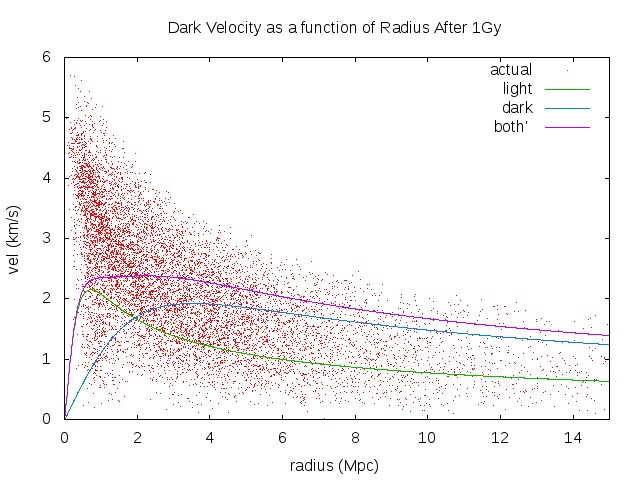 Dark Velocity as a function of Radius After 1Gy
actual
light
dark
both'
vel (km/s)
6
5
4
3
2
1
0
0 2 4 6 8 10 12 14
radius (Mpc)